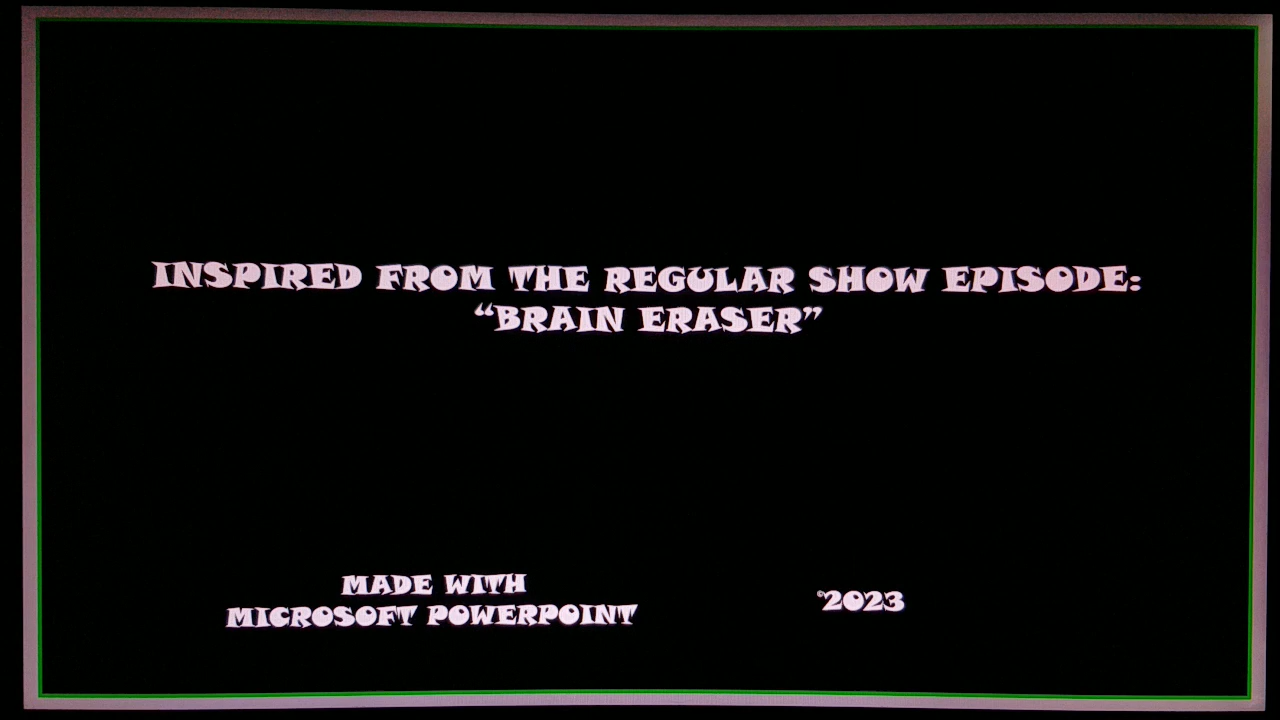 INSPIRED FROM THE REGULAR SHOW EPISODE:
“BRAIN ERASER”
MADE WITH
MICROSOFT POWERPOINT
©2023